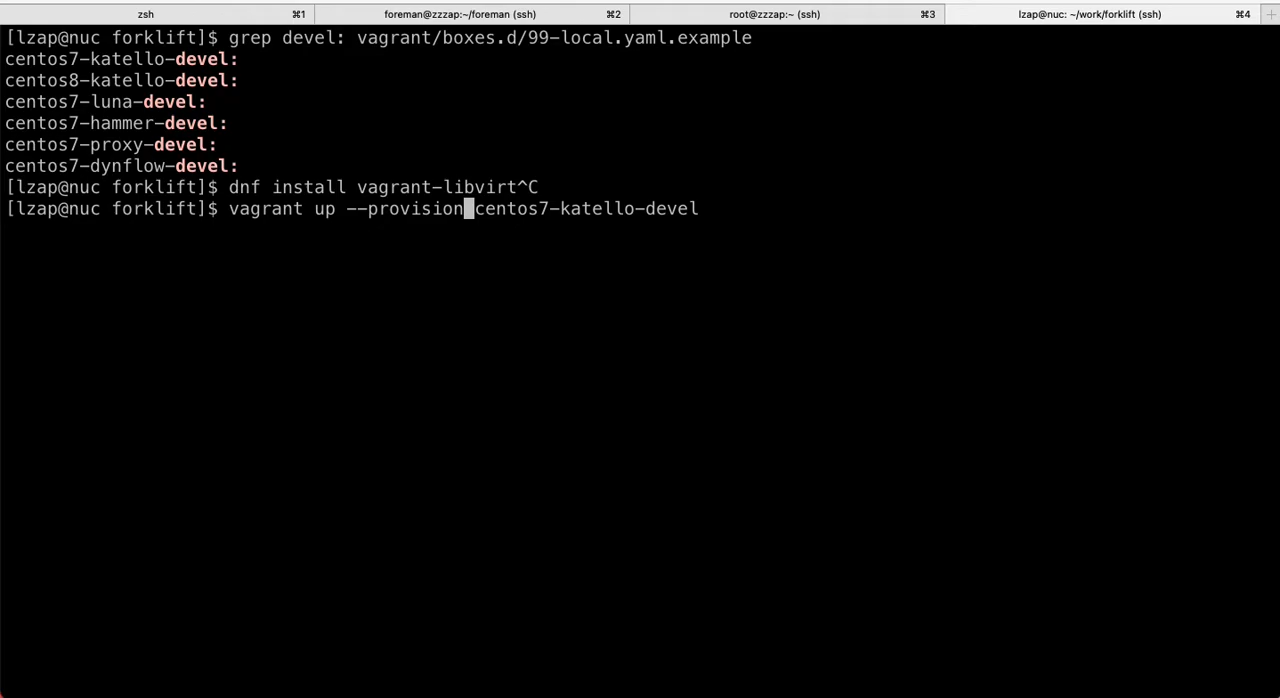 zsh ⌘1 foreman@zzzap:~/foreman (ssh) ⌘2 root@zzzap:~ (ssh) ⌘3 lzap@nuc: ~/work/forklift (ssh) ⌘4 +
[lzap@nuc forklift]$ grep devel: vagrant/boxes.d/99-local.yaml.example
centos7-katello-devel:
centos8-katello-devel:
centos7-luna-devel:
centos7-hammer-devel:
centos7-proxy-devel:
centos7-dynflow-devel:
[lzap@nuc forklift]$ dnf install vagrant-libvirt^C
[lzap@nuc forklift]$ vagrant up --provision centos7-katello-devel